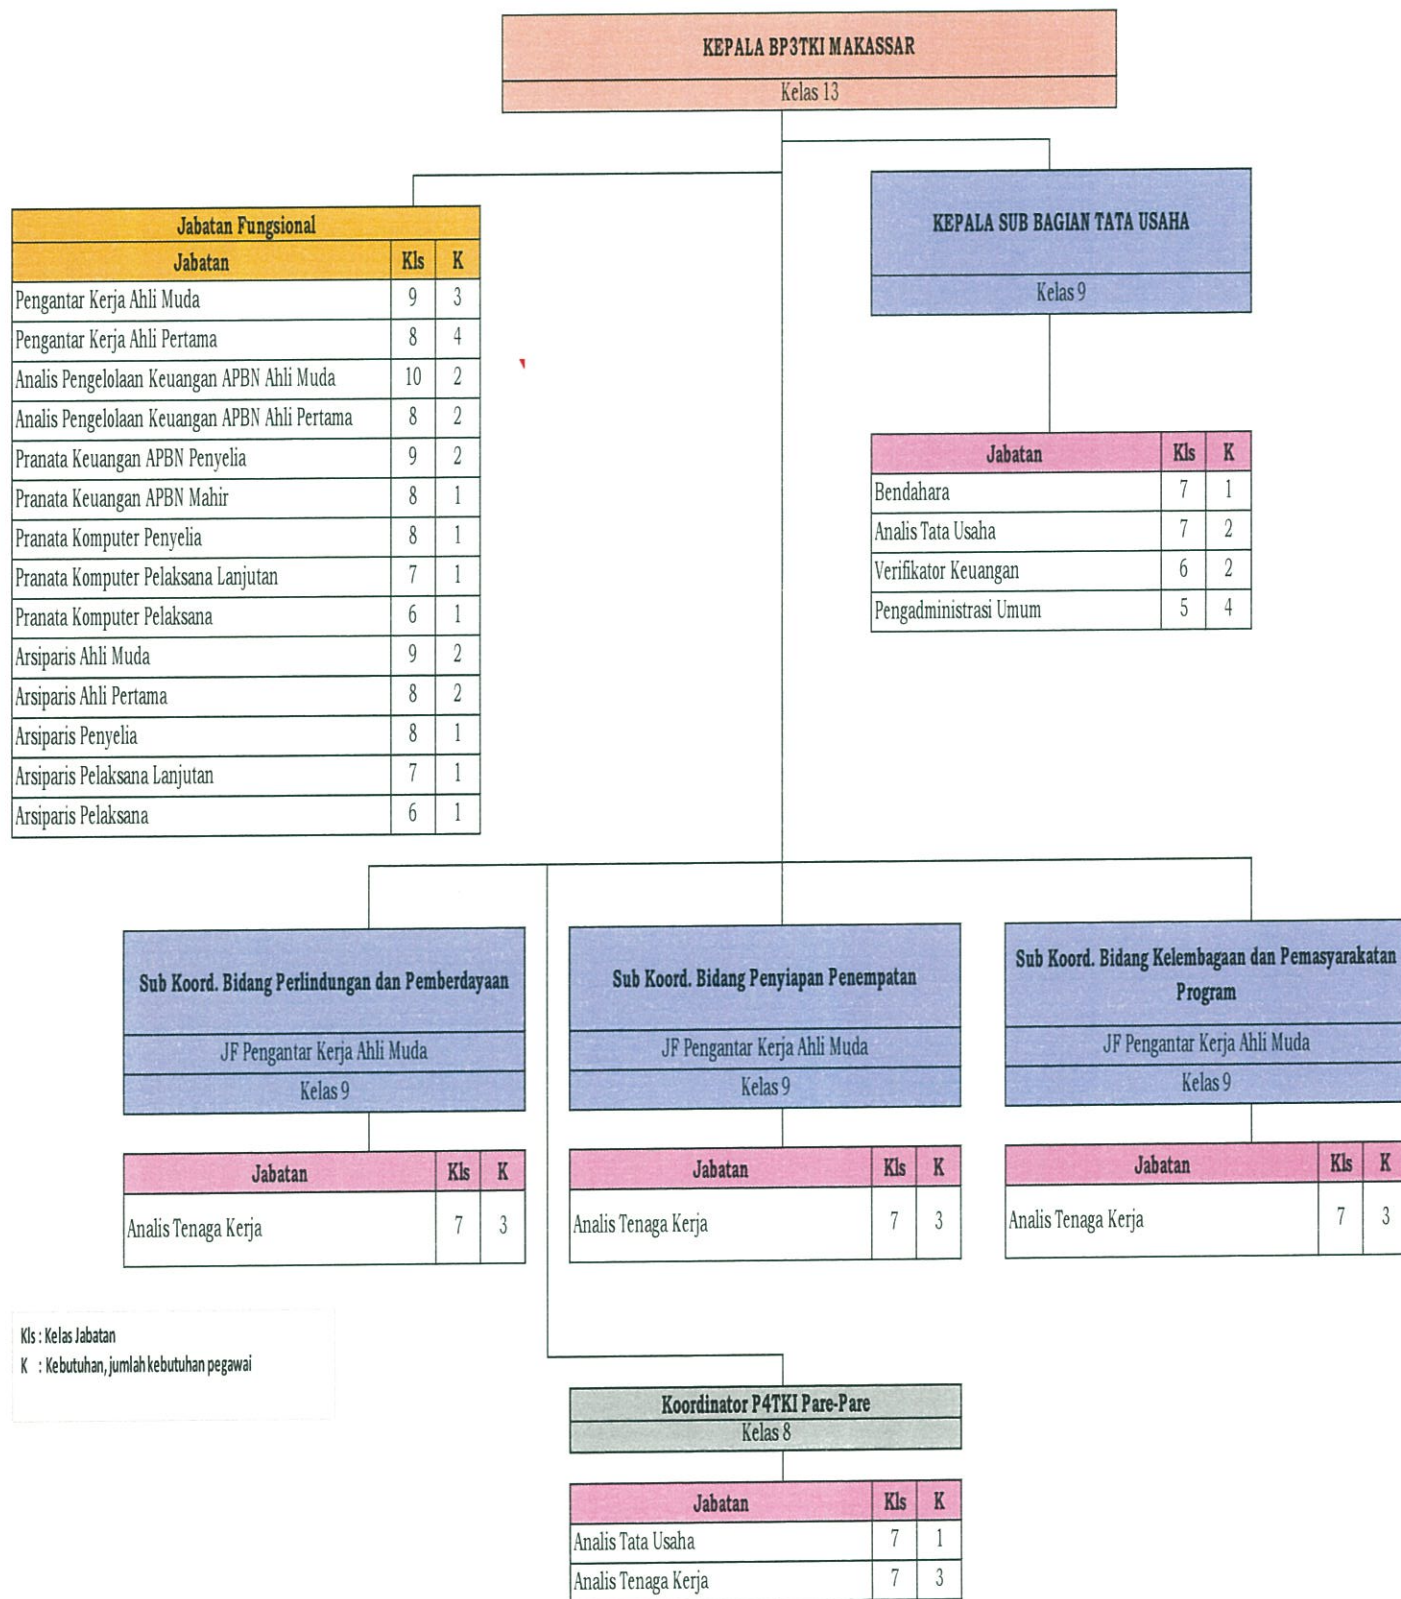 KEPALA BP3TKI MAKASSAR
Kelas 13
KEPALA SUB BAGIAN TATA USAHA
Kelas 9
Jabatan Fungsional
Jabatan Kls K
Pengantar Kerja Ahli Muda 9 3
Pengantar Kerja Ahli Pertama 8 4
Analis Pengelolaan Keuangan APBN Ahli Muda 10 2
Analis Pengelolaan Keuangan APBN Ahli Pertama 8 2
Pranata Keuangan APBN Penyelia 9 2
Pranata Keuangan APBN Mahir 8 1
Pranata Komputer Penyelia 8 1
Pranata Komputer Pelaksana Lanjutan 7 1
Pranata Komputer Pelaksana 6 1
Arsiparis Ahli Muda 9 2
Arsiparis Ahli Pertama 8 2
Arsiparis Penyelia 8 1
Arsiparis Pelaksana Lanjutan 7 1
Arsiparis Pelaksana 6 1
Jabatan Kls K
Bendahara 7 1
Analis Tata Usaha 7 2
Verifikator Keuangan 6 2
Pengadministrasi Umum 5 4
Sub Koord. Bidang Perlindungan dan Pemberdayaan
JF Pengantar Kerja Ahli Muda
Kelas 9
Jabatan Kls K
Analis Tenaga Kerja 7 3
Sub Koord. Bidang Penyiapan Penempatan
JF Pengantar Kerja Ahli Muda
Kelas 9
Jabatan Kls K
Analis Tenaga Kerja 7 3
Sub Koord. Bidang Kelembagaan dan Pemasyarakatan
Program
JF Pengantar Kerja Ahli Muda
Kelas 9
Jabatan Kls K
Analis Tenaga Kerja 7 3
Kls : Kelas Jabatan
K : Kebutuhan, jumlah kebutuhan pegawai
Koordinator P4TKI Pare-Pare
Kelas 8
Jabatan Kls K
Analis Tata Usaha 7 1
Analis Tenaga Kerja 7 3